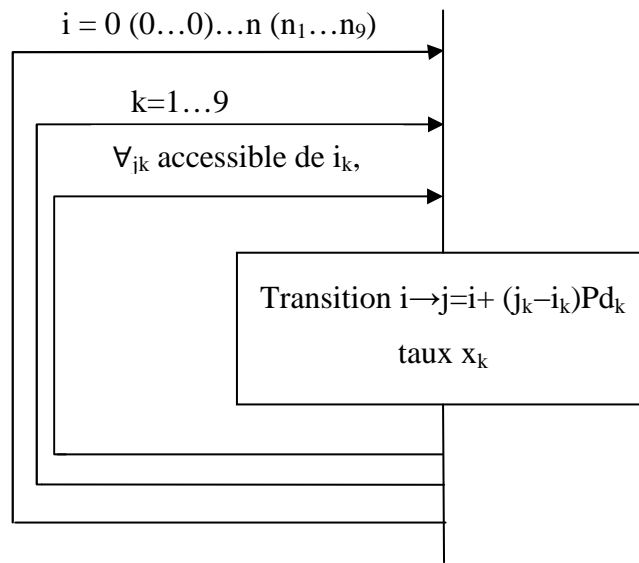 i = 0 (0…0)…n (n₁…n₉)
k=1…9
∀ⱼₖ accessible de iₖ,
Transition i→j=i+ (jₖ–iₖ)Pdₖ
taux xₖ